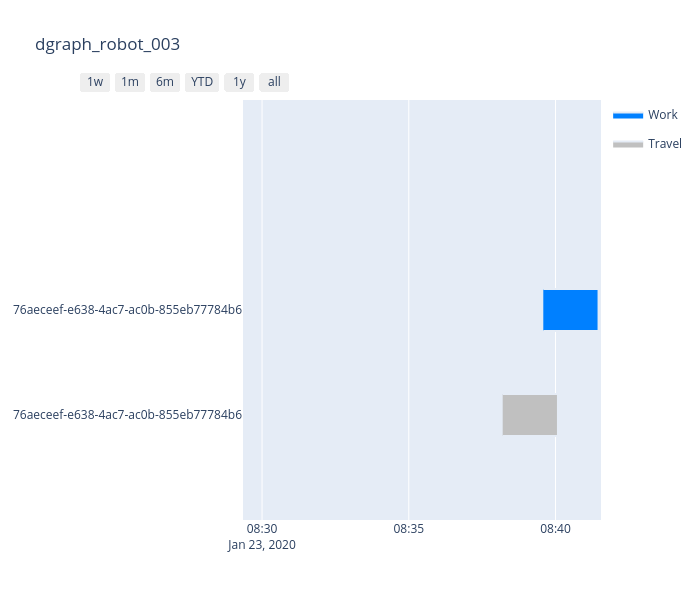 dgraph_robot_003
1w 1m 6m YTD 1y all
Work
Travel
76aeceef-e638-4ac7-ac0b-855eb77784b6
76aeceef-e638-4ac7-ac0b-855eb77784b6
08:30 08:35 08:40
Jan 23, 2020